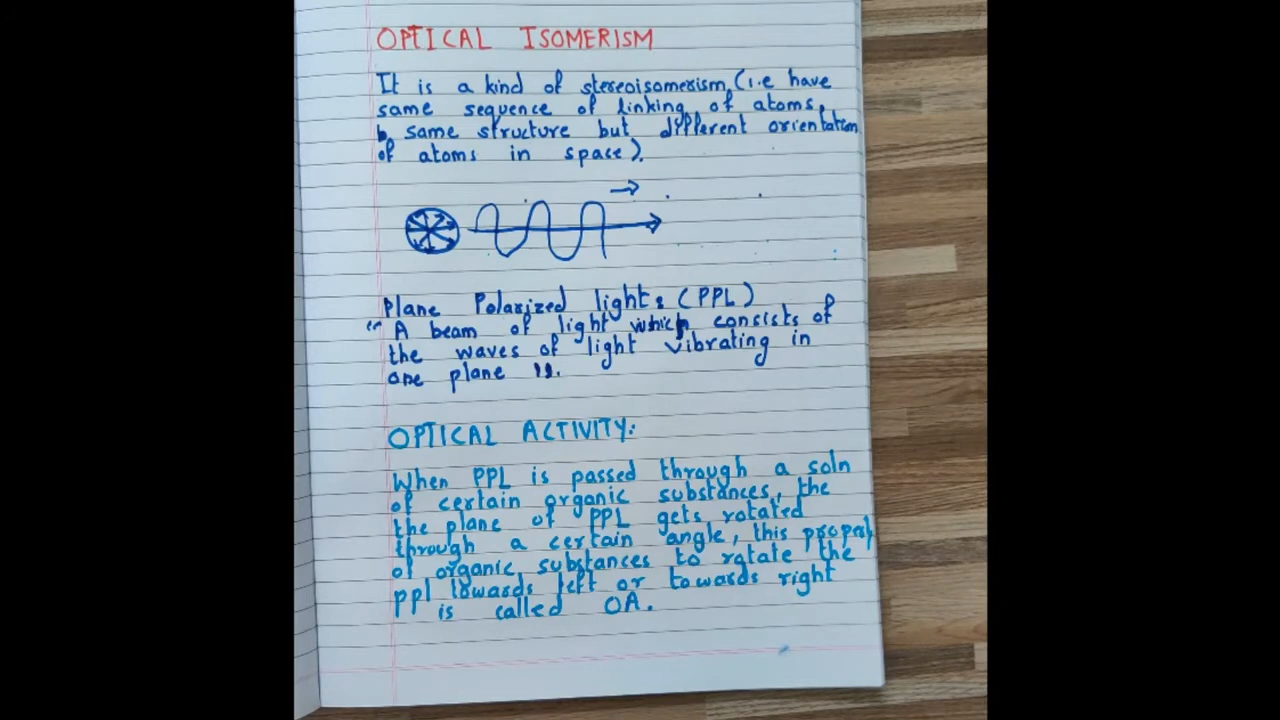 OPTICAL ISOMERISM
It is a kind of stereoisomerism (i.e have
same sequence of linking of atoms,
same structure but different orientation
of atoms in space).
Plane Polarized light: (PPL)
" A beam of light which consists of
the waves of light vibrating in
one plane ".
OPTICAL ACTIVITY:
When PPL is passed through a soln
of certain organic substances, the
the plane of PPL gets rotated
through a certain angle, this property
of organic substances to rotate the
ppl towards left or towards right
is called OA.